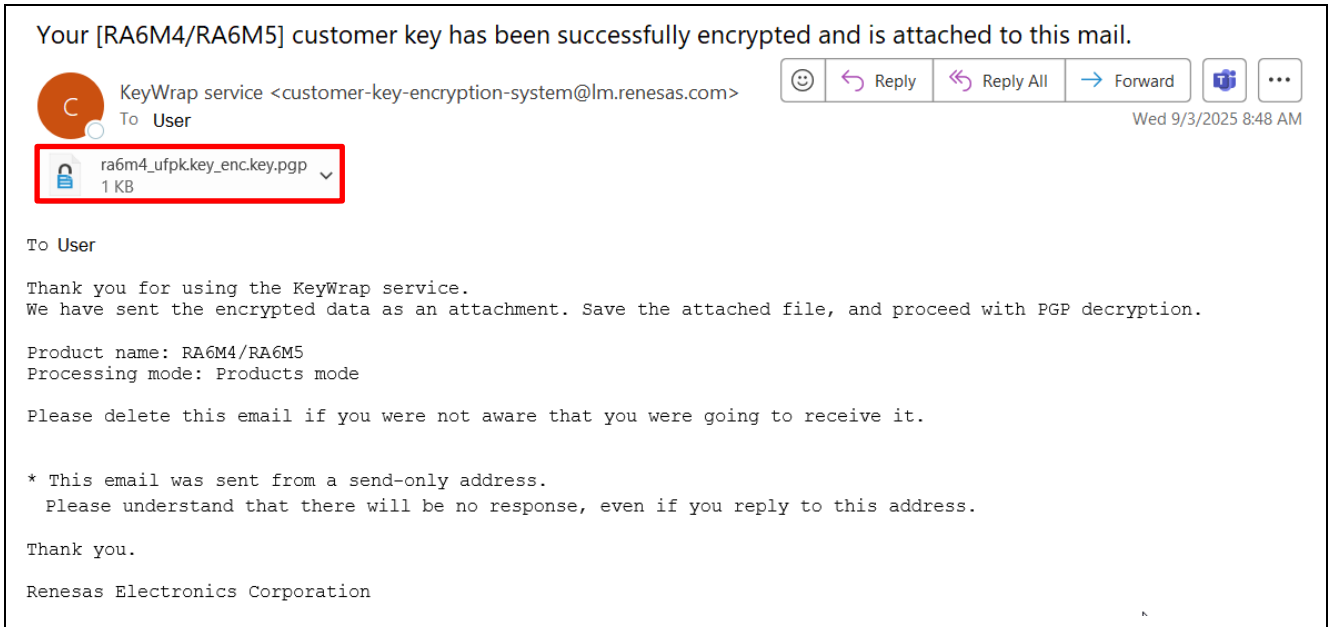 Your [RA6M4/RA6M5] customer key has been successfully encrypted and is attached to this mail.
C
KeyWrap service <customer-key-encryption-system@lm.renesas.com>
Reply
Reply All
Forward
To User
Wed 9/3/2025 8:48 AM
ra6m4_ufpk.key_enc.key.pgp
1 KB
To User
Thank you for using the KeyWrap service.
We have sent the encrypted data as an attachment. Save the attached file, and proceed with PGP decryption.
Product name: RA6M4/RA6M5
Processing mode: Products mode
Please delete this email if you were not aware that you were going to receive it.
* This email was sent from a send-only address.
Please understand that there will be no response, even if you reply to this address.
Thank you.
Renesas Electronics Corporation